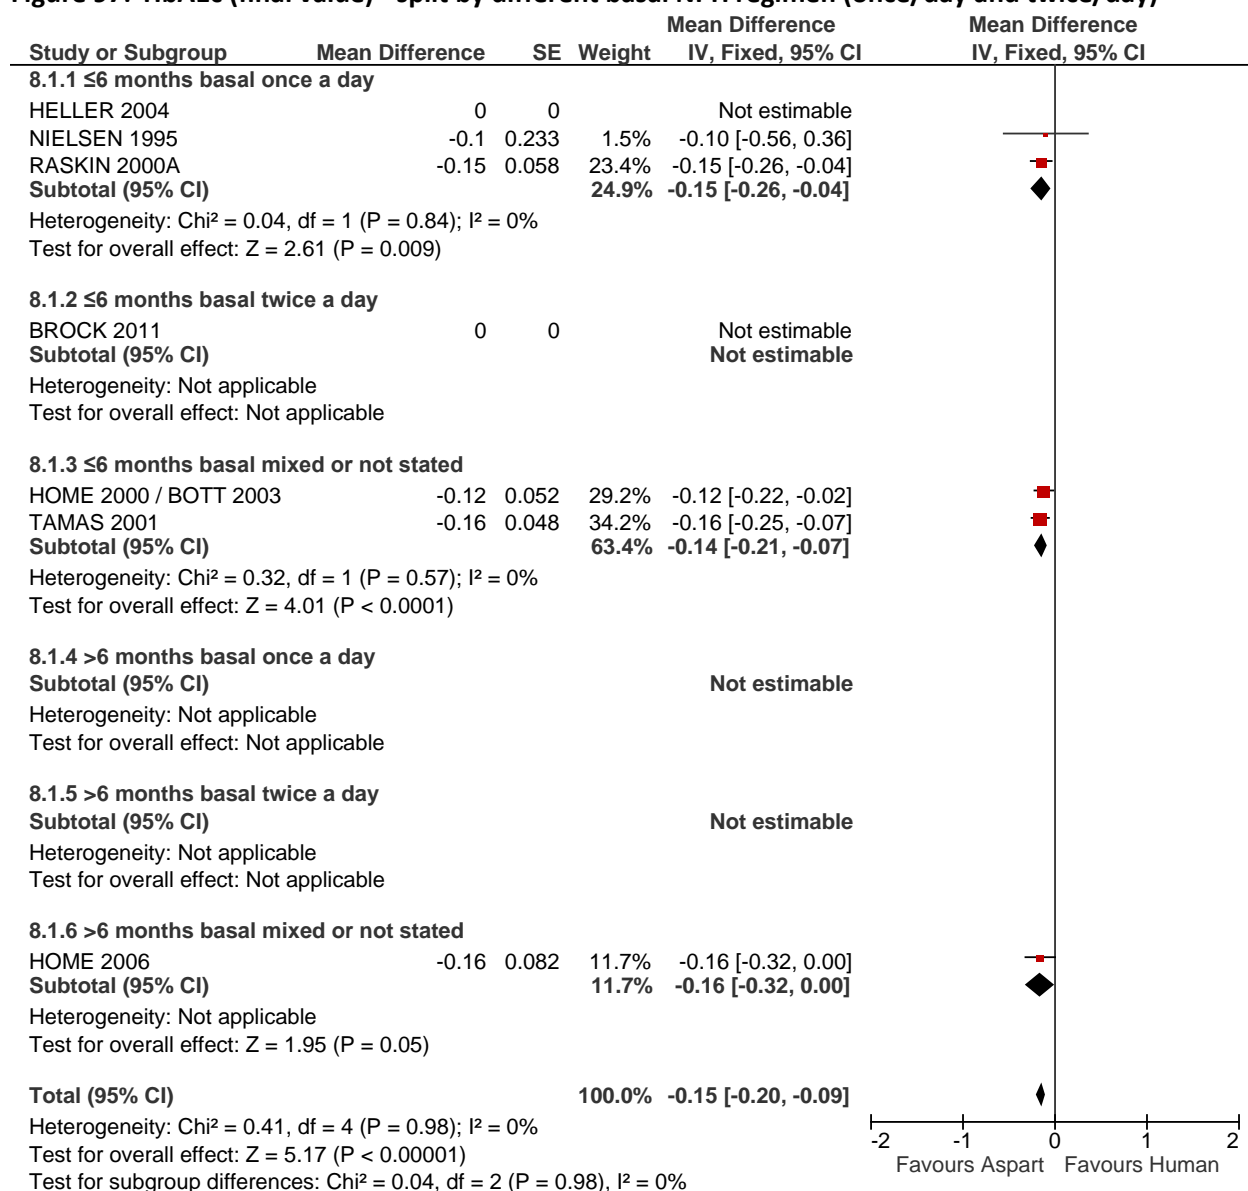 Figure 97: HbA1c (final value) - split by different basal NPH regimen (once/day and twice/day)
Mean Difference Mean Difference
Study or Subgroup Mean Difference SE Weight IV, Fixed, 95% CI IV, Fixed, 95% CI
8.1.1 ≤6 months basal once a day
HELLER 2004 0 0 Not estimable
NIELSEN 1995 -0.1 0.233 1.5% -0.10 [-0.56, 0.36]
RASKIN 2000A -0.15 0.058 23.4% -0.15 [-0.26, -0.04]
Subtotal (95% CI) 24.9% -0.15 [-0.26, -0.04]
Heterogeneity: Chi² = 0.04, df = 1 (P = 0.84); I² = 0%
Test for overall effect: Z = 2.61 (P = 0.009)
8.1.2 ≤6 months basal twice a day
BROCK 2011 0 0 Not estimable
Subtotal (95% CI) Not estimable
Heterogeneity: Not applicable
Test for overall effect: Not applicable
8.1.3 ≤6 months basal mixed or not stated
HOME 2000 / BOTT 2003 -0.12 0.052 29.2% -0.12 [-0.22, -0.02]
TAMAS 2001 -0.16 0.048 34.2% -0.16 [-0.25, -0.07]
Subtotal (95% CI) 63.4% -0.14 [-0.21, -0.07]
Heterogeneity: Chi² = 0.32, df = 1 (P = 0.57); I² = 0%
Test for overall effect: Z = 4.01 (P < 0.0001)
8.1.4 >6 months basal once a day
Subtotal (95% CI) Not estimable
Heterogeneity: Not applicable
Test for overall effect: Not applicable
8.1.5 >6 months basal twice a day
Subtotal (95% CI) Not estimable
Heterogeneity: Not applicable
Test for overall effect: Not applicable
8.1.6 >6 months basal mixed or not stated
HOME 2006 -0.16 0.082 11.7% -0.16 [-0.32, 0.00]
Subtotal (95% CI) 11.7% -0.16 [-0.32, 0.00]
Heterogeneity: Not applicable
Test for overall effect: Z = 1.95 (P = 0.05)
Total (95% CI) 100.0% -0.15 [-0.20, -0.09]
Heterogeneity: Chi² = 0.41, df = 4 (P = 0.98); I² = 0%
Test for overall effect: Z = 5.17 (P < 0.00001)
Test for subgroup differences: Chi² = 0.04, df = 2 (P = 0.98), I² = 0%
-2 -1 0 1 2
Favours Aspart Favours Human